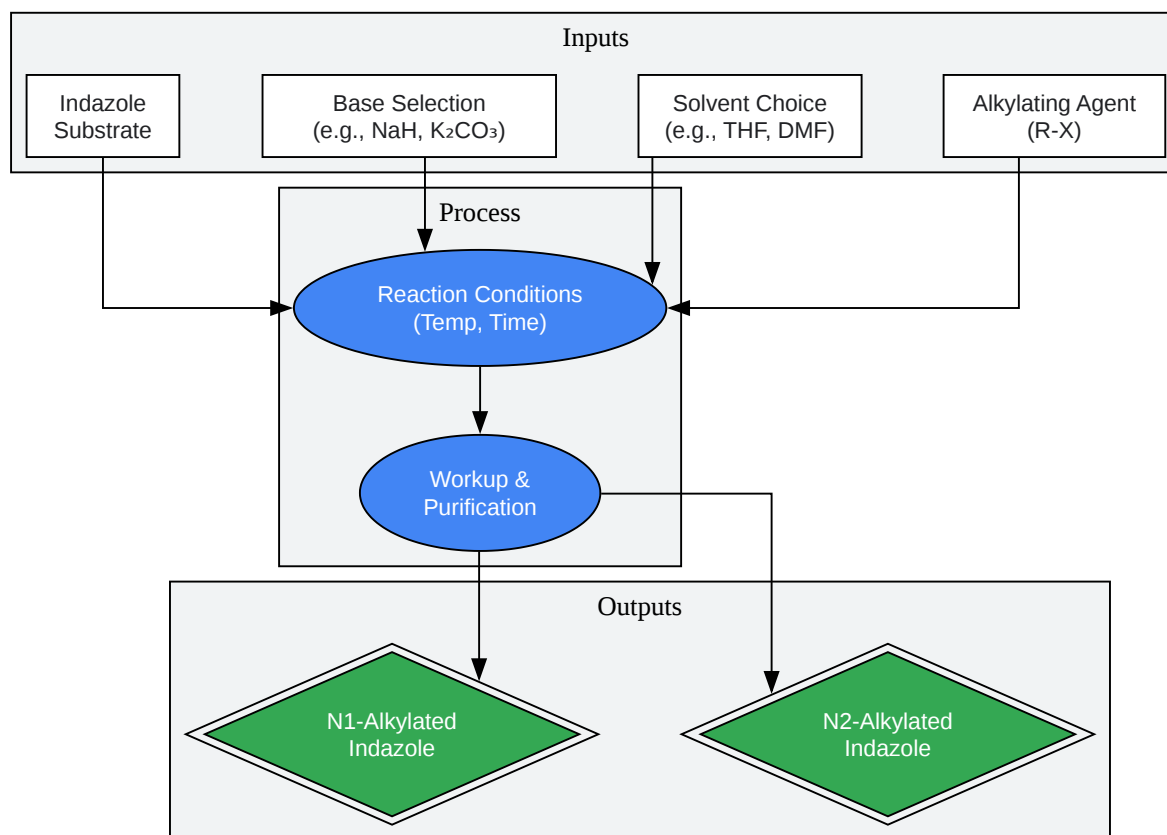 Inputs
Indazole
Substrate
Base Selection
(e.g., NaH, K₂CO₃)
Solvent Choice
(e.g., THF, DMF)
Alkylating Agent
(R-X)
Process
Reaction Conditions
(Temp, Time)
Workup &
Purification
Outputs
N1-Alkylated
Indazole
N2-Alkylated
Indazole